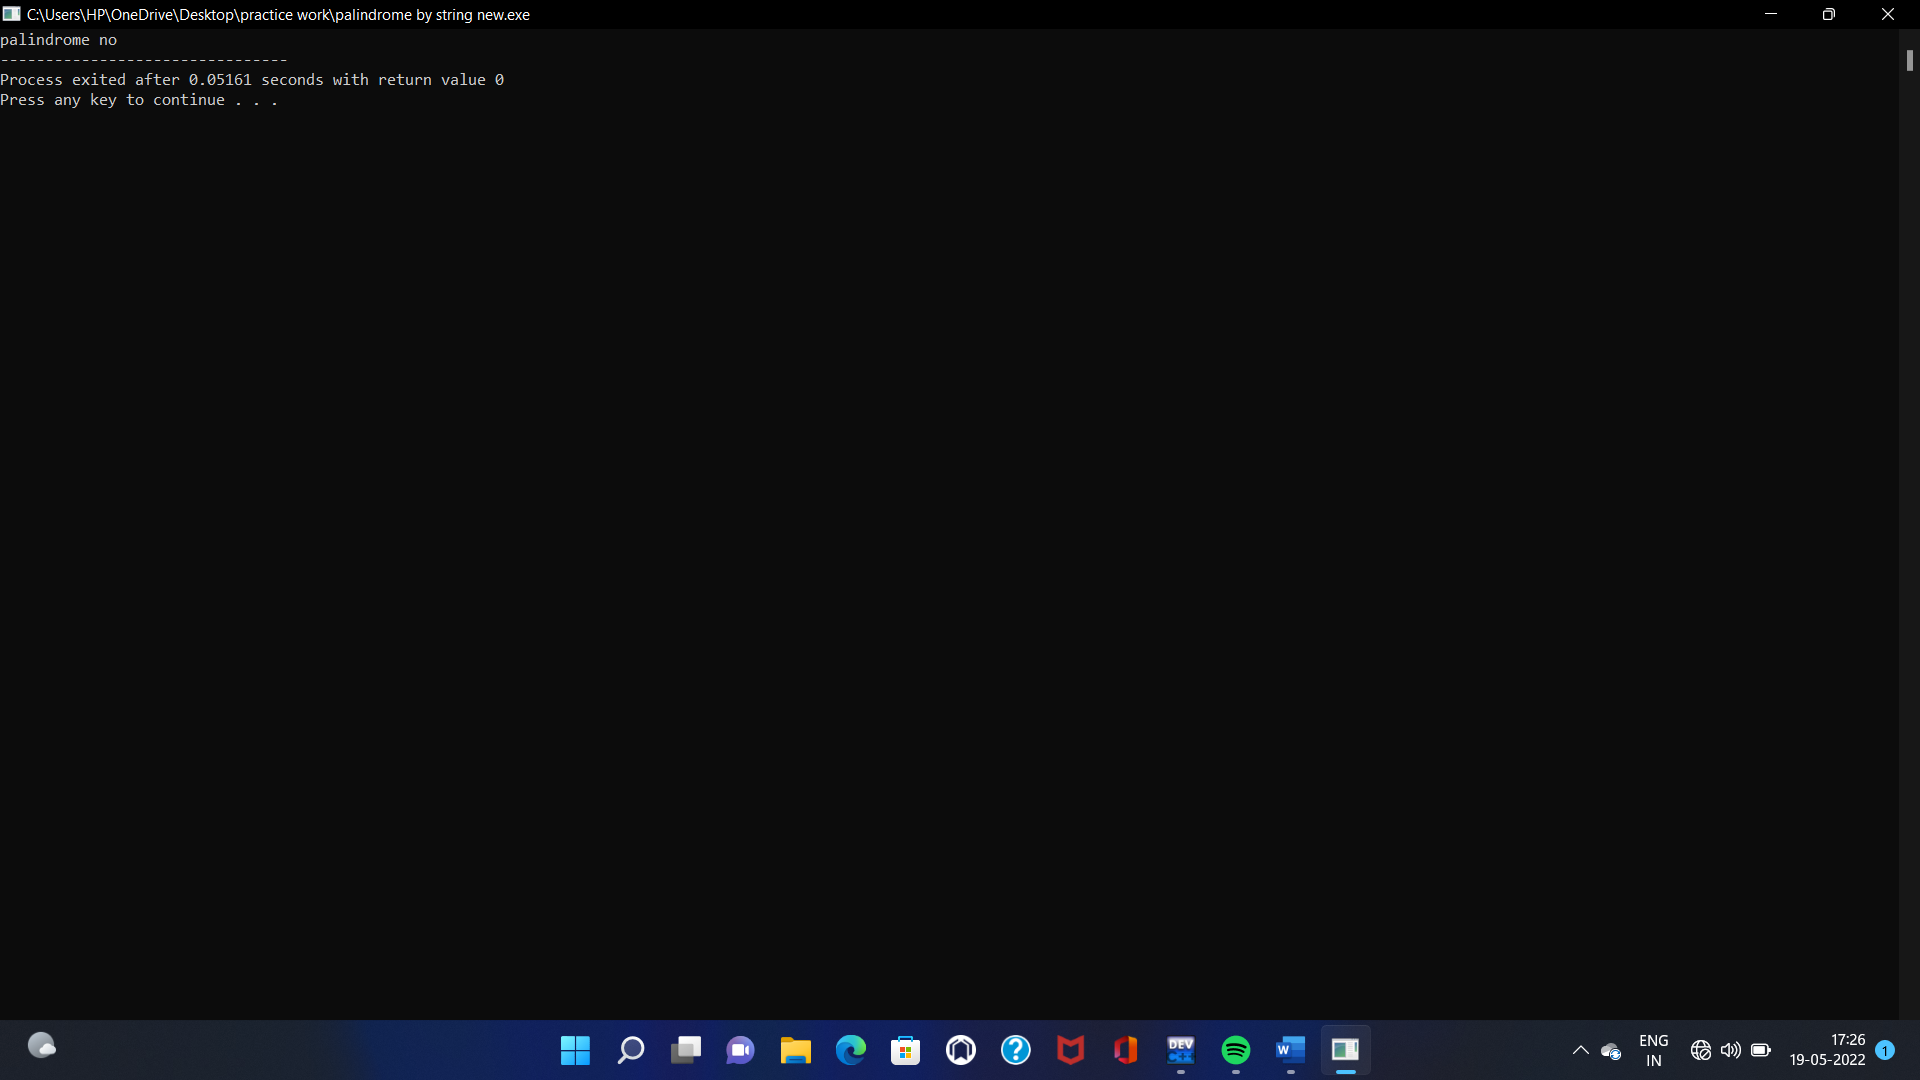 C:\Users\HP\OneDrive\Desktop\practice work\palindrome by string new.exe
palindrome no
--------------------------------
Process exited after 0.05161 seconds with return value 0
Press any key to continue . . .
DEV
C++
W
ENG
IN
17:26
19-05-2022
1